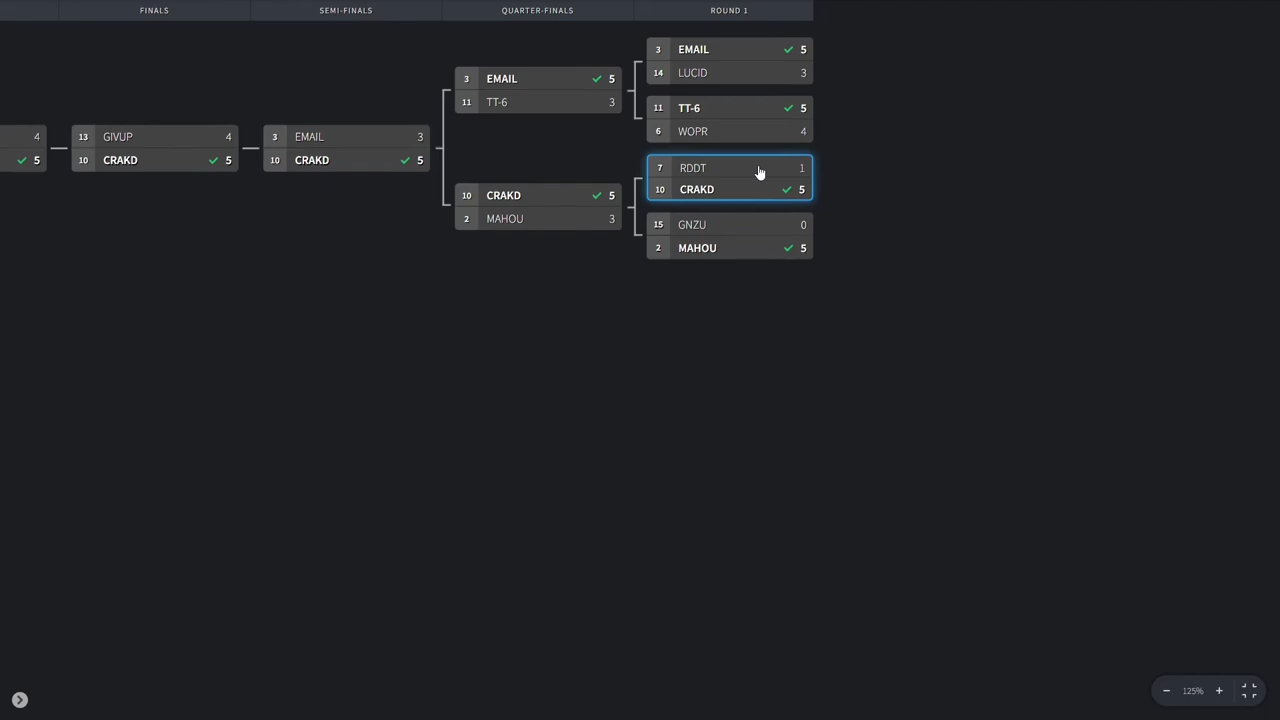 FINALS
SEMI-FINALS
QUARTER-FINALS
ROUND 1
4
5
13 GIVUP 4
10 CRAKD 5
3 EMAIL 3
10 CRAKD 5
3 EMAIL 5
11 TT-6 3
10 CRAKD 5
2 MAHOU 3
3 EMAIL 5
14 LUCID 3
11 TT-6 5
6 WOPR 4
7 RDDT 1
10 CRAKD 5
15 GNZU 0
2 MAHOU 5
− 125% +